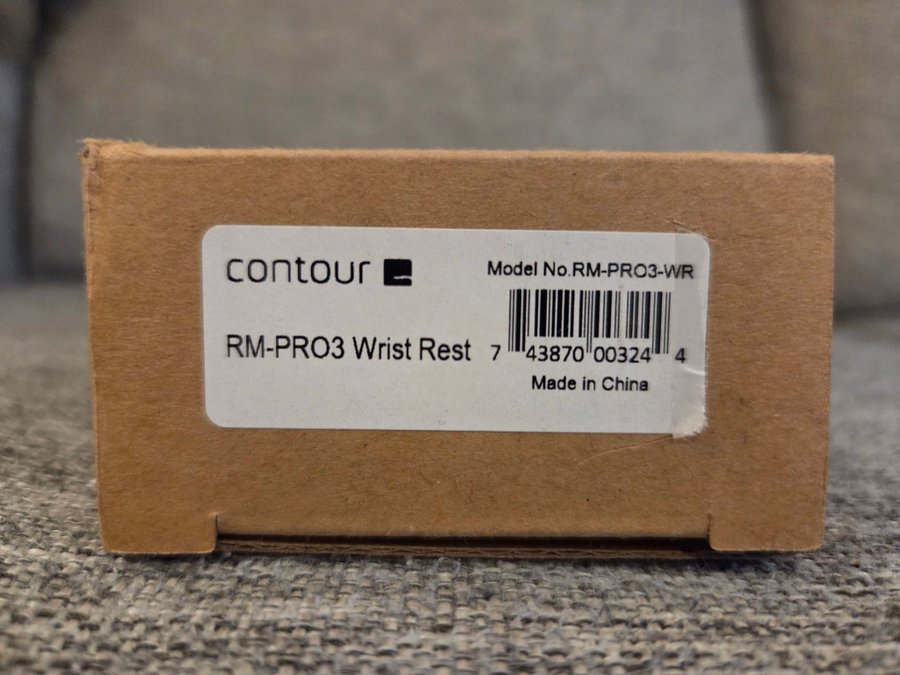 contour
Model No.RM-PRO3-WR
RM-PRO3 Wrist Rest
7 43870 00324 4
Made in China